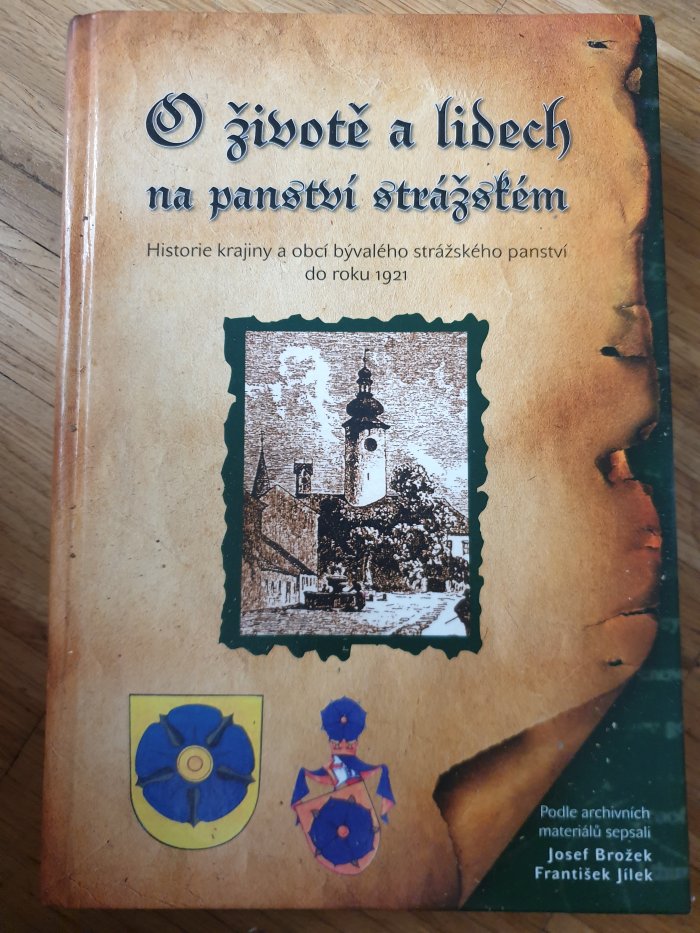 O životě a lidech
na panství strážském
Historie krajiny a obcí bývalého strážského panství
do roku 1921
Podle archivních
materiálů sepsali
Josef Brožek
František Jílek